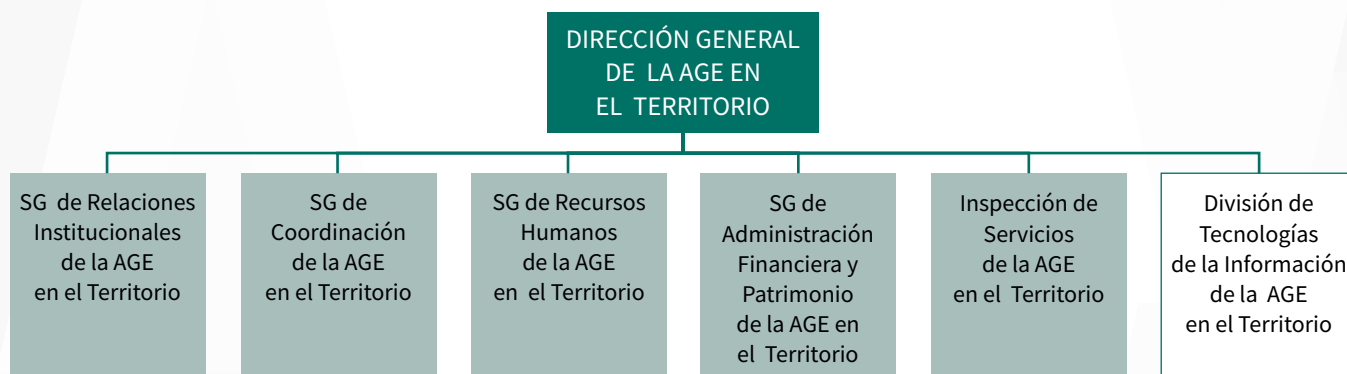 DIRECCIÓN GENERAL
DE LA AGE EN
EL TERRITORIO
SG de Relaciones
Institucionales
de la AGE
en el Territorio
SG de
Coordinación
de la AGE
en el Territorio
SG de Recursos
Humanos
de la AGE
en el Territorio
SG de
Administración
Financiera y
Patrimonio
de la AGE en
el Territorio
Inspección de
Servicios
de la AGE
en el Territorio
División de
Tecnologías
de la Información
de la AGE
en el Territorio